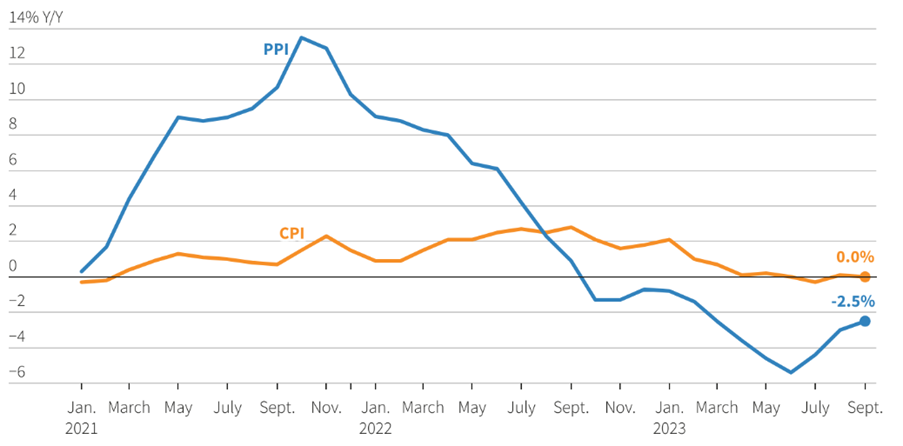 14% Y/Y
12
PPI
10
8
6
4
2
CPI
0
0.0%
−2
-2.5%
−4
−6
Jan. March May July Sept. Nov. Jan. March May July Sept. Nov. Jan. March May July Sept.
2021 2022 2023